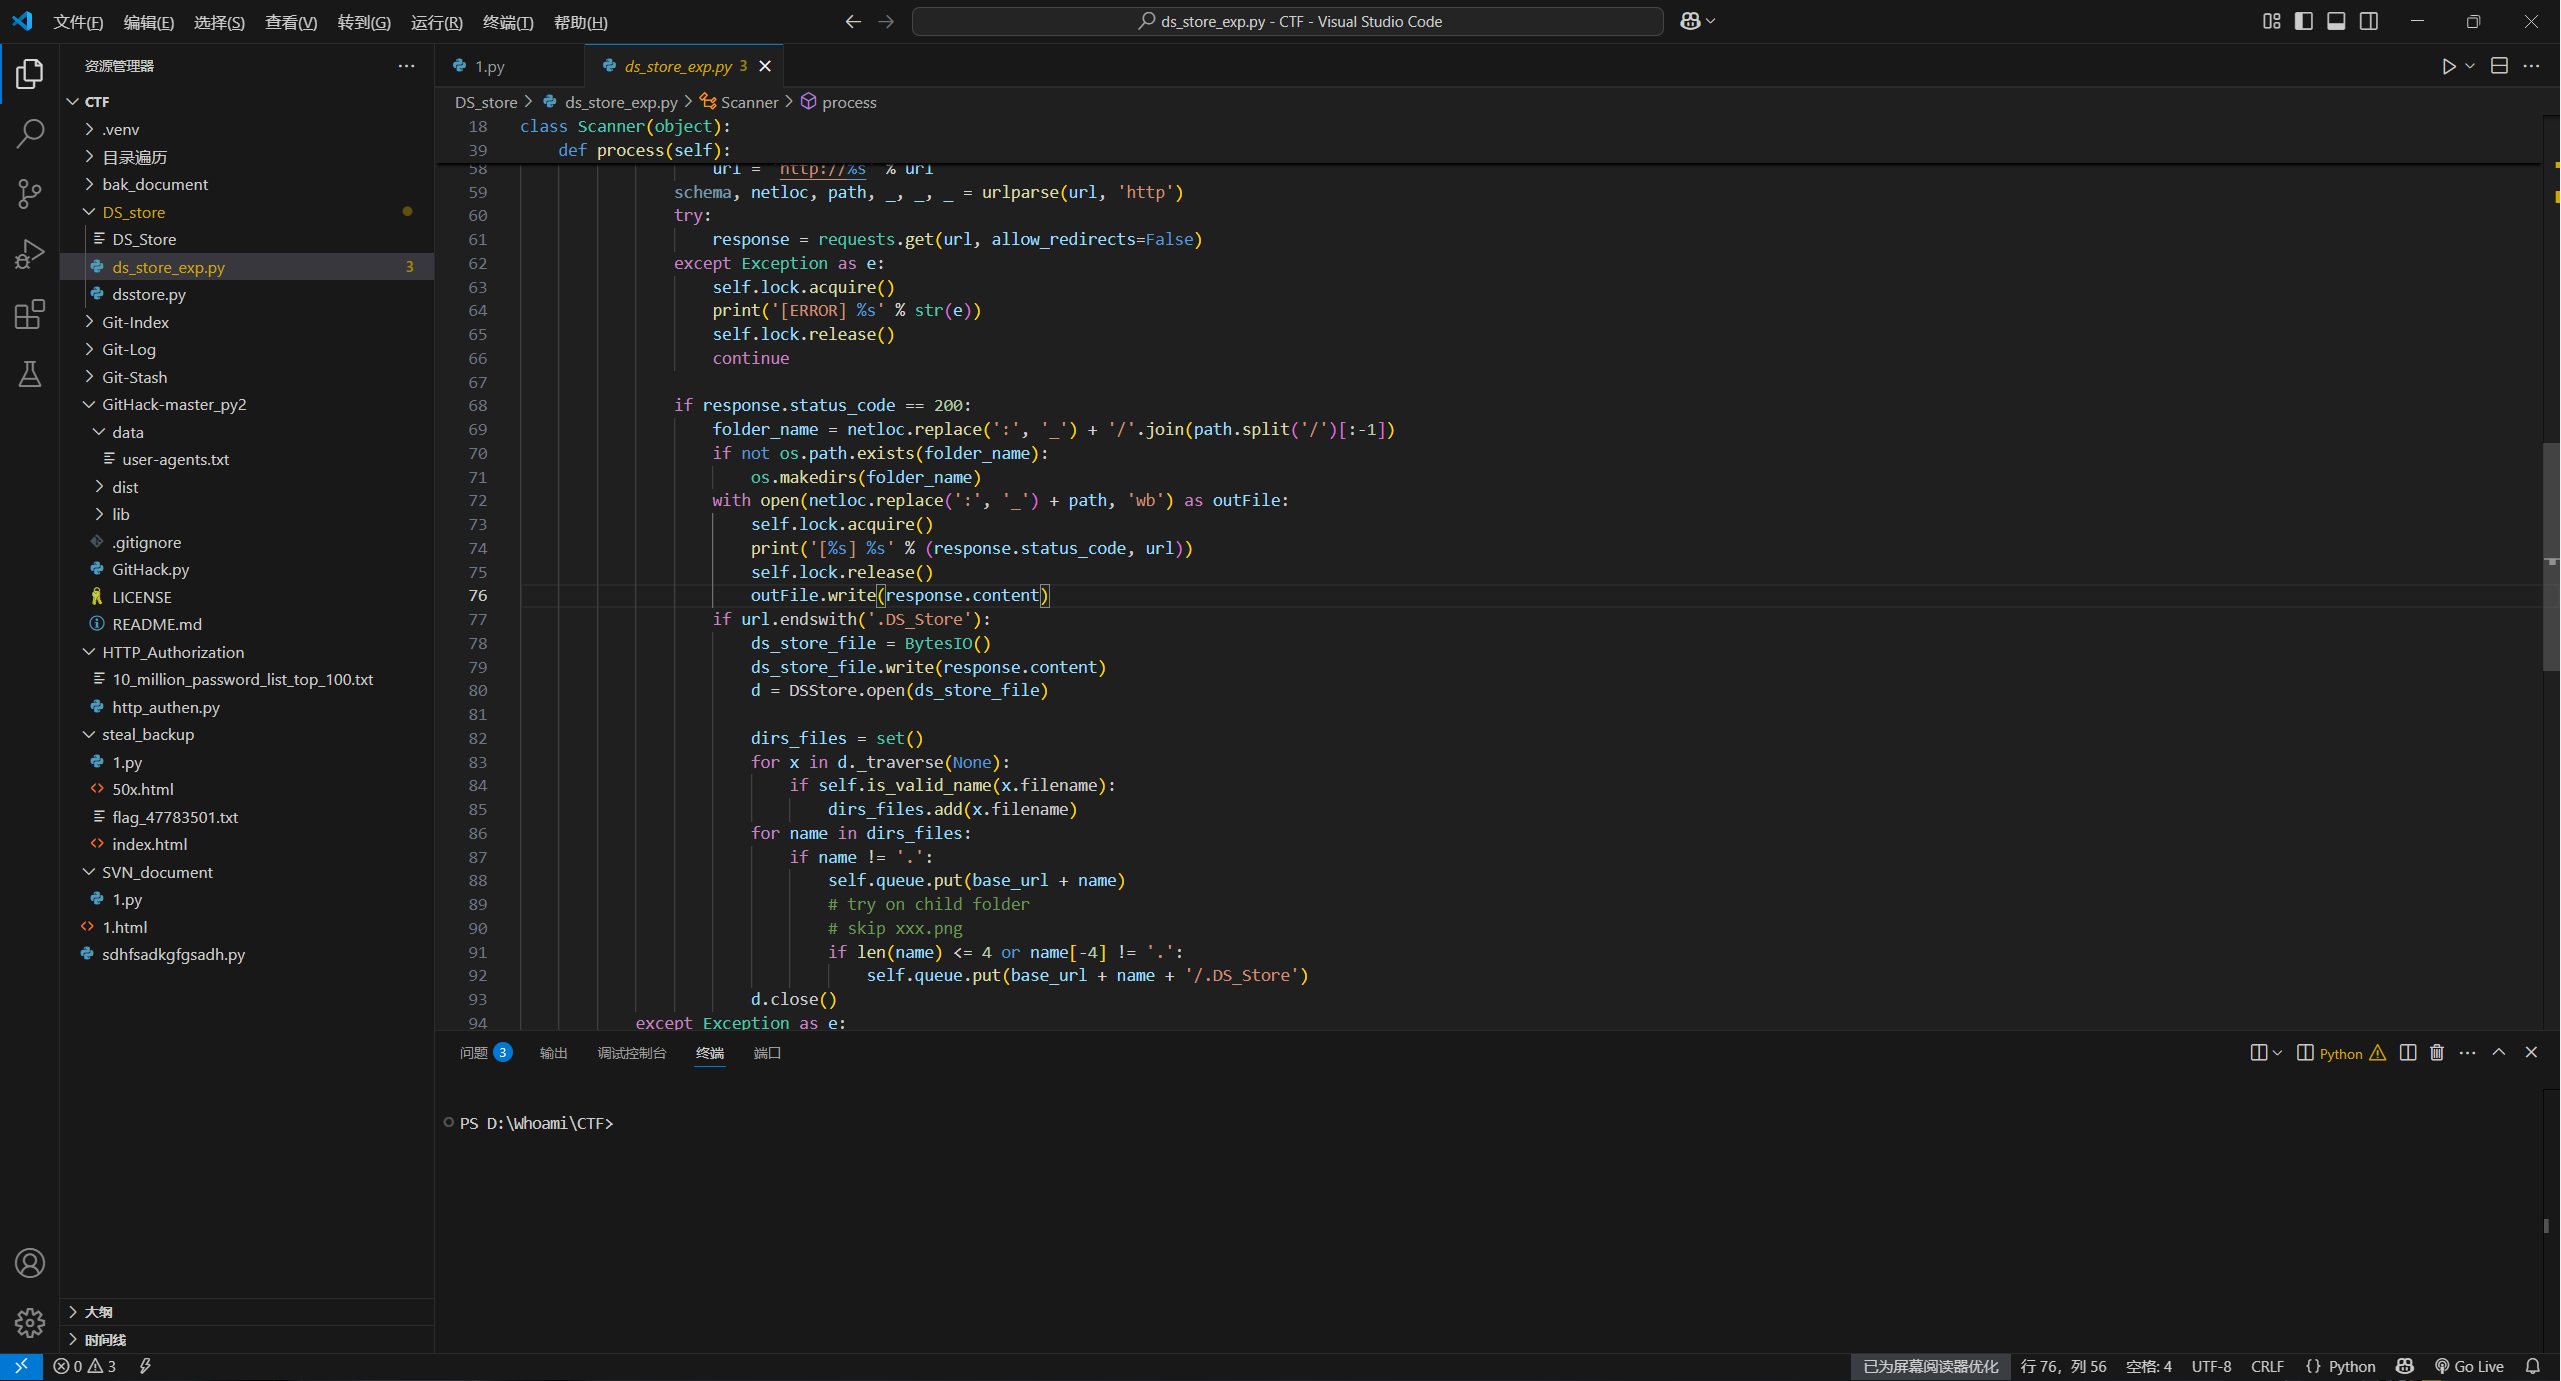 文件(F) 编辑(E) 选择(S) 查看(V) 转到(G) 运行(R) 终端(T) 帮助(H)
ds_store_exp.py - CTF - Visual Studio Code
资源管理器
CTF
.venv
目录遍历
bak_document
DS_store
DS_Store
ds_store_exp.py 3
dsstore.py
Git-Index
Git-Log
Git-Stash
GitHack-master_py2
data
user-agents.txt
dist
lib
.gitignore
GitHack.py
LICENSE
README.md
HTTP_Authorization
10_million_password_list_top_100.txt
http_authen.py
steal_backup
1.py
50x.html
flag_47783501.txt
index.html
SVN_document
1.py
1.html
sdhfsadkgfgsadh.py
大纲
时间线
1.py
ds_store_exp.py 3
DS_store > ds_store_exp.py > Scanner > process
18 class Scanner(object):
39 def process(self):
58 url = 'http://%s' % url
59 schema, netloc, path, _, _, _ = urlparse(url, 'http')
60 try:
61 response = requests.get(url, allow_redirects=False)
62 except Exception as e:
63 self.lock.acquire()
64 print('[ERROR] %s' % str(e))
65 self.lock.release()
66 continue
67
68 if response.status_code == 200:
69 folder_name = netloc.replace(':', '_') + '/'.join(path.split('/')[:-1])
70 if not os.path.exists(folder_name):
71 os.makedirs(folder_name)
72 with open(netloc.replace(':', '_') + path, 'wb') as outFile:
73 self.lock.acquire()
74 print('[%s] %s' % (response.status_code, url))
75 self.lock.release()
76 outFile.write(response.content)
77 if url.endswith('.DS_Store'):
78 ds_store_file = BytesIO()
79 ds_store_file.write(response.content)
80 d = DSStore.open(ds_store_file)
81
82 dirs_files = set()
83 for x in d._traverse(None):
84 if self.is_valid_name(x.filename):
85 dirs_files.add(x.filename)
86 for name in dirs_files:
87 if name != '.':
88 self.queue.put(base_url + name)
89 # try on child folder
90 # skip xxx.png
91 if len(name) <= 4 or name[-4] != '.':
92 self.queue.put(base_url + name + '/.DS_Store')
93 d.close()
94 except Exception as e:
问题 3 输出 调试控制台 终端 端口
Python
PS D:\Whoami\CTF>
0 3
已为屏幕阅读器优化 行 76，列 56 空格: 4 UTF-8 CRLF {} Python Go Live